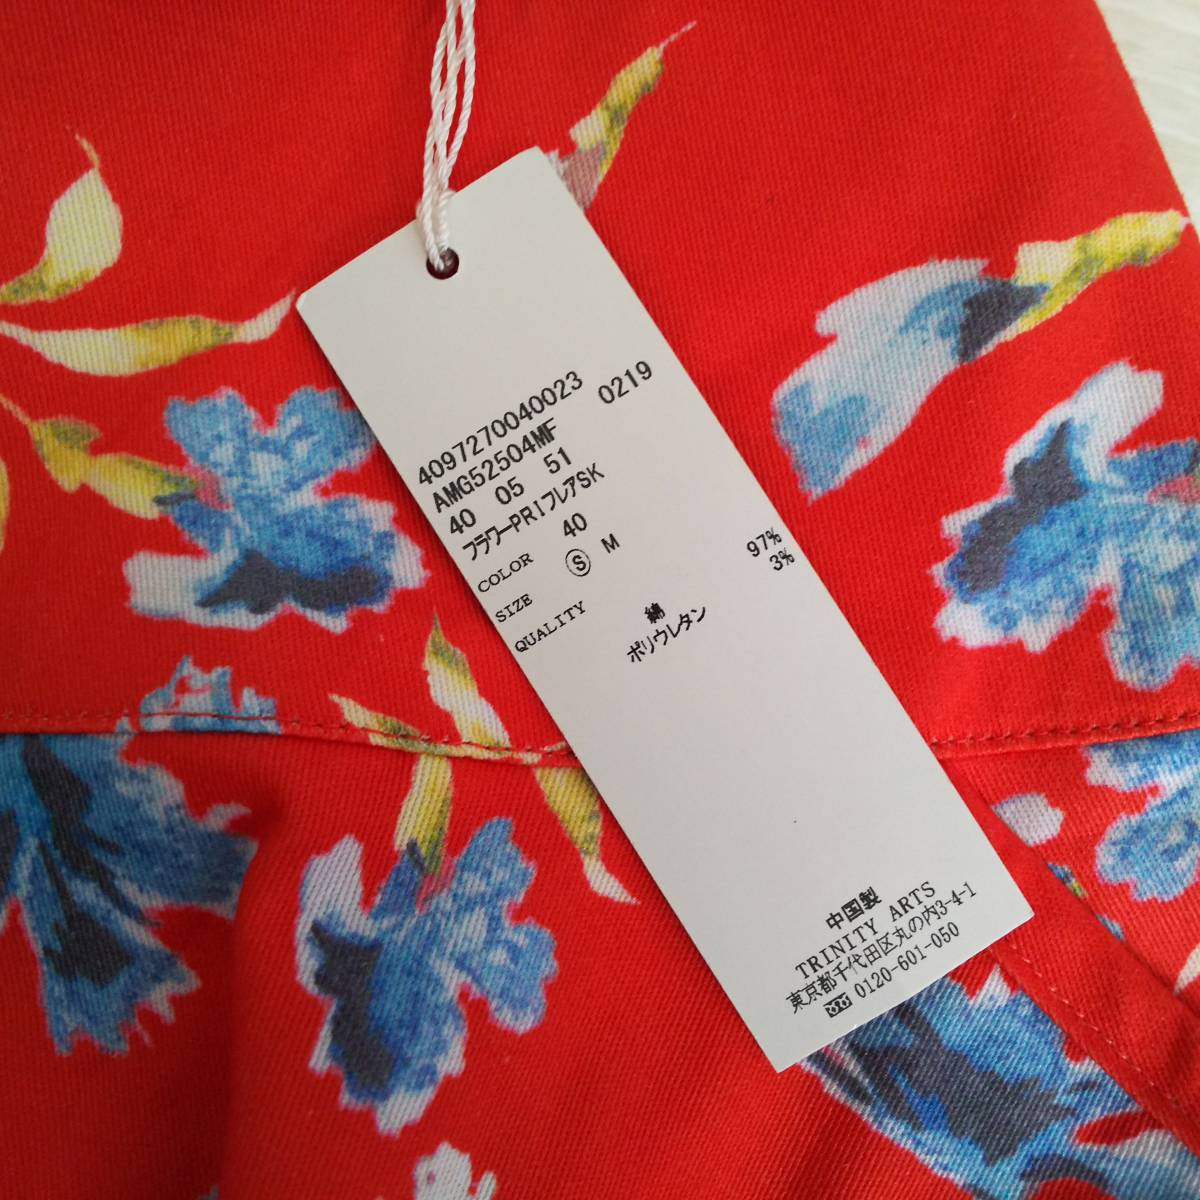 4097270040023
AMG52504MF 0219
40 05 51
フラワーPRIフレアSK
COLOR 40
SIZE Ⓢ M
QUALITY
綿 97%
ポリウレタン 3%
中国製
TRINITY ARTS
東京都千代田区丸の内3-4-1
0120-601-050